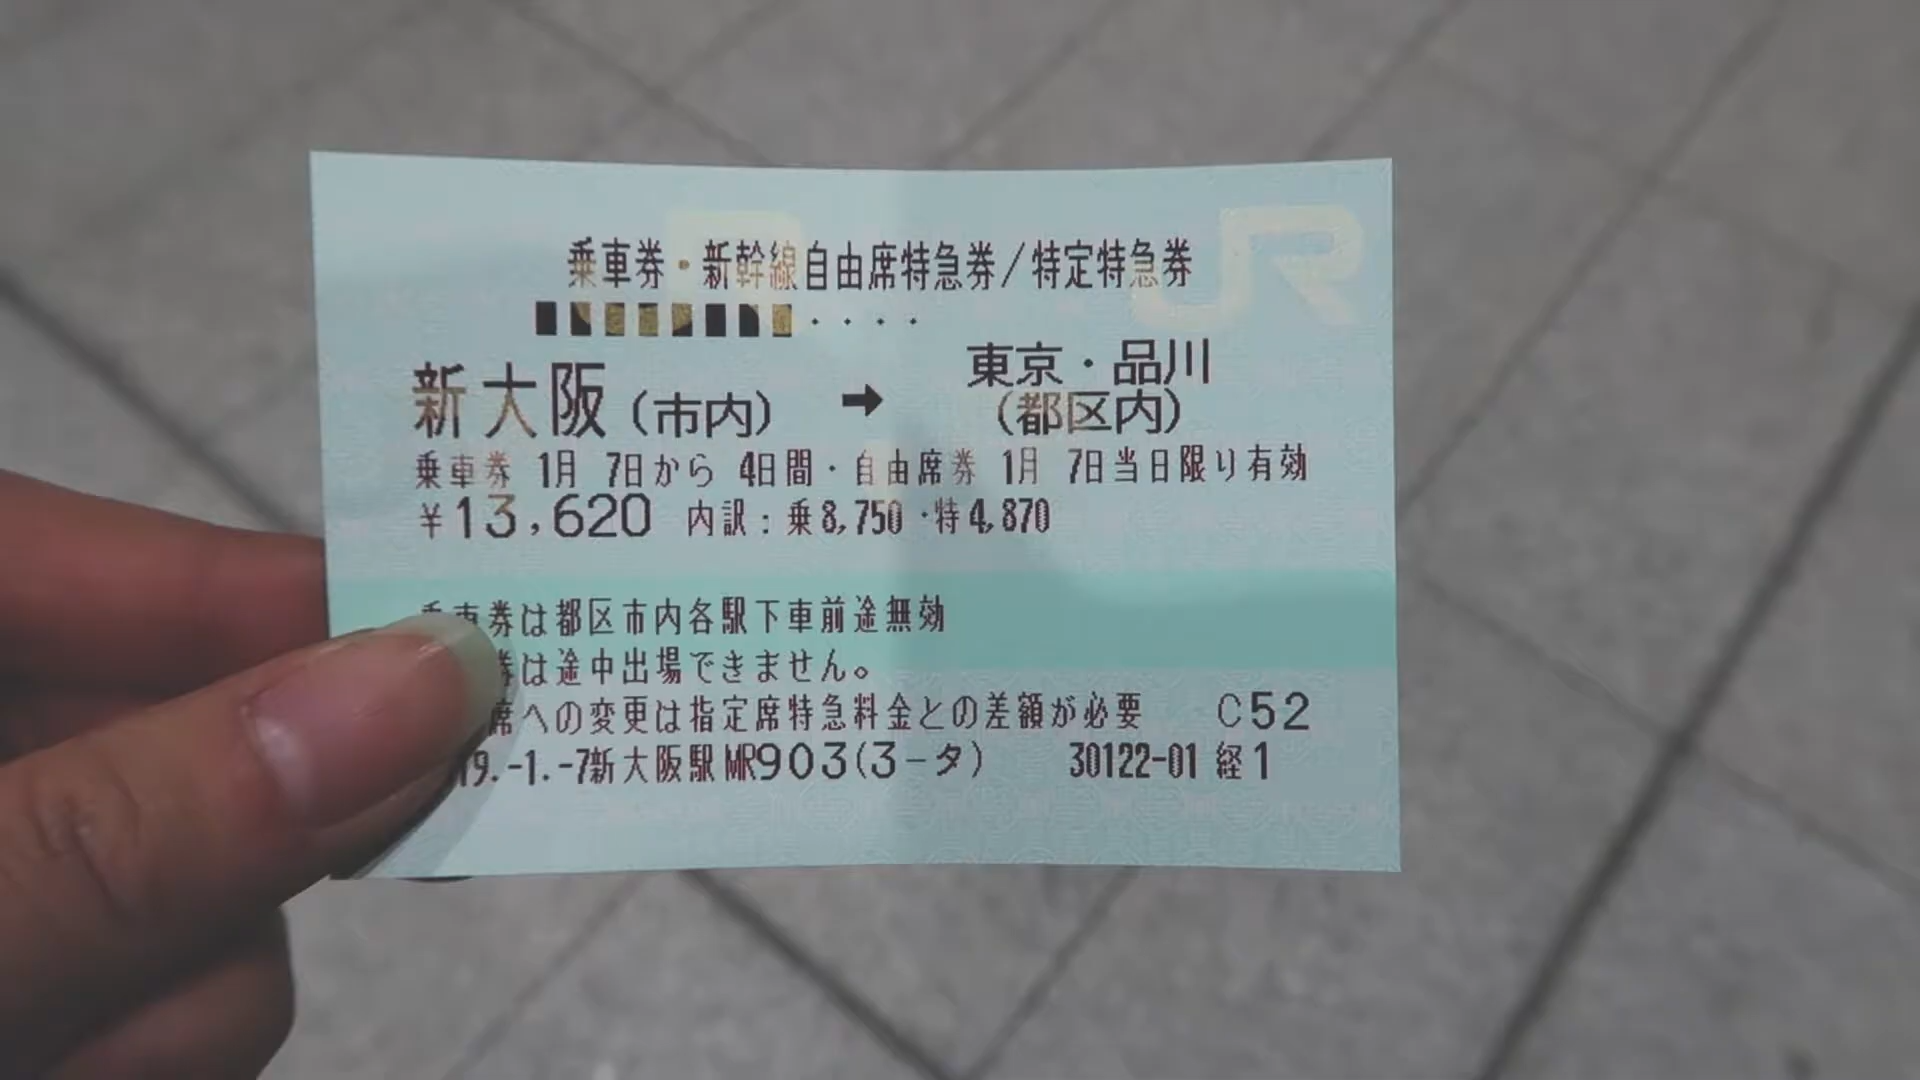 JR
乗車券・新幹線自由席特急券/特定特急券
新大阪(市内) → 東京・品川(都区内)
乗車券 1月 7日から 4日間・自由席券 1月 7日当日限り有効
¥13,620 内訳:乗8,750・特4,870
乗車券は都区市内各駅下車前途無効
券は途中出場できません。
席への変更は指定席特急料金との差額が必要 C52
19.-1.-7新大阪駅MR903(3-タ) 30122-01 経1